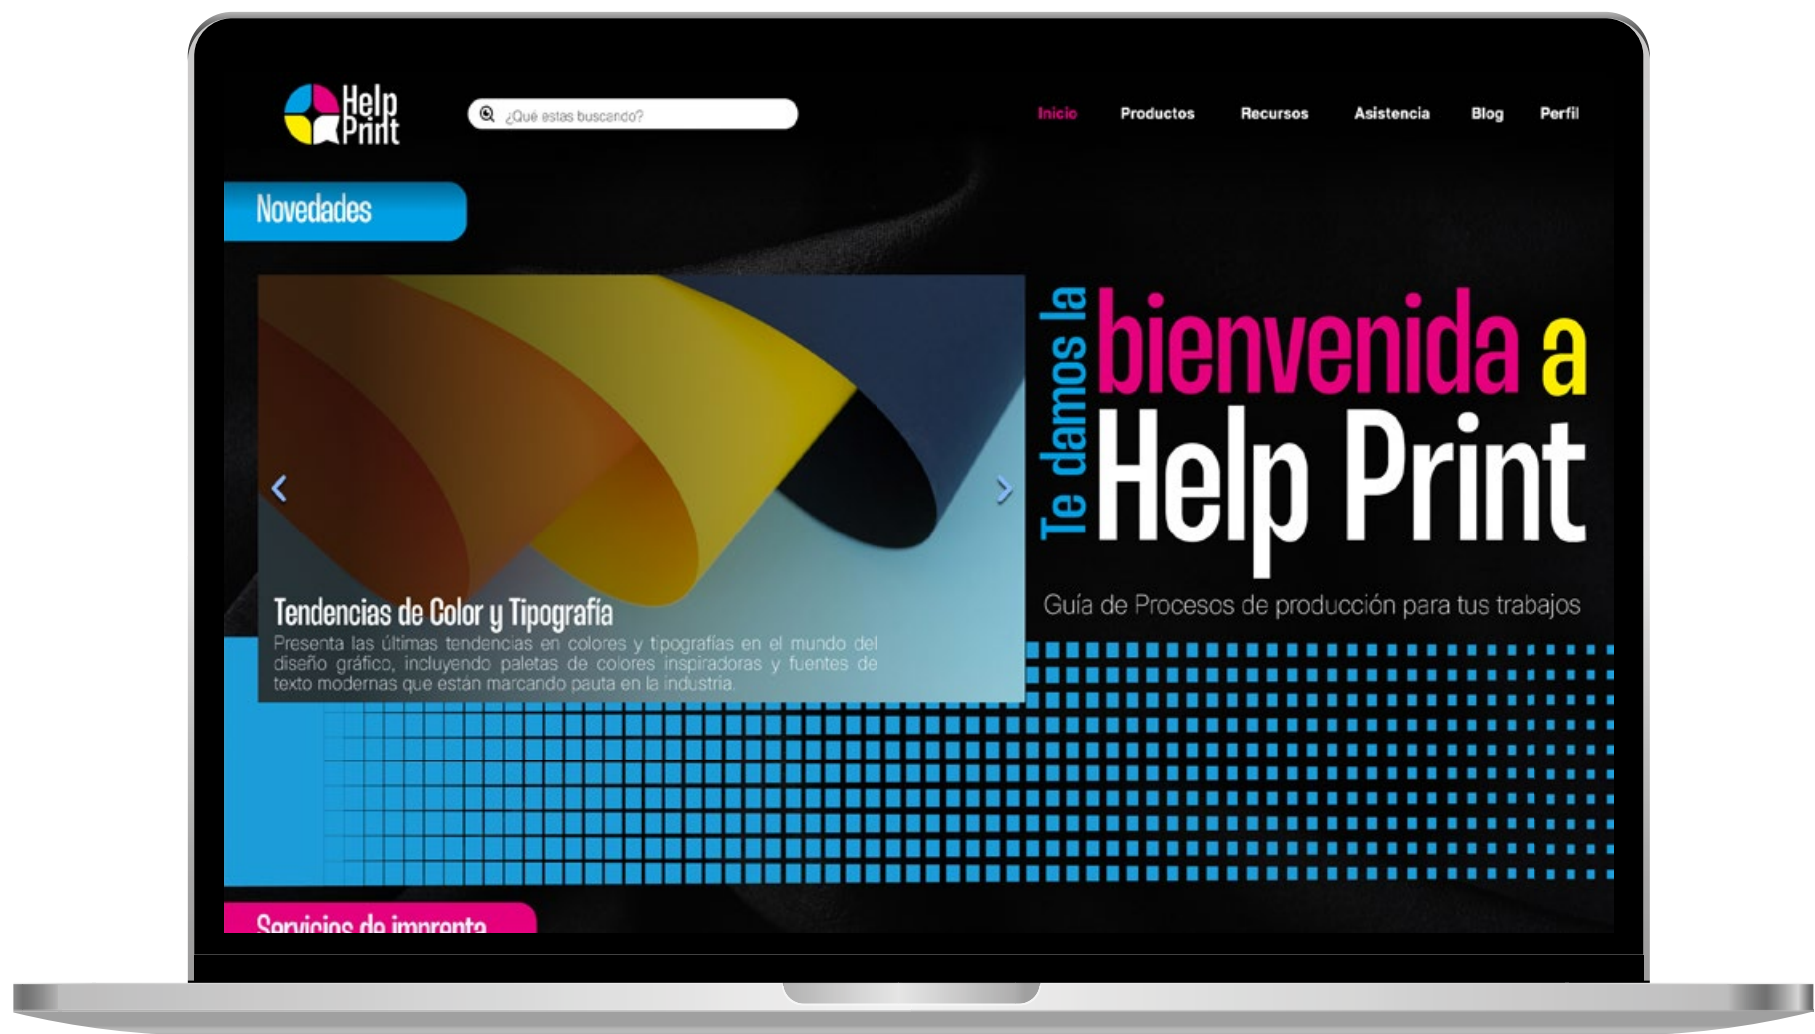 Help
Print
¿Qué estas buscando?
Inicio Productos Recursos Asistencia Blog Perfil
Novedades
Te damos la
bienvenida a
Help Print
Guía de Procesos de producción para tus trabajos
Tendencias de Color y Tipografía
Presenta las últimas tendencias en colores y tipografías en el mundo del
diseño gráfico, incluyendo paletas de colores inspiradoras y fuentes de
texto modernas que están marcando pauta en la industria.
Servicios de imprenta